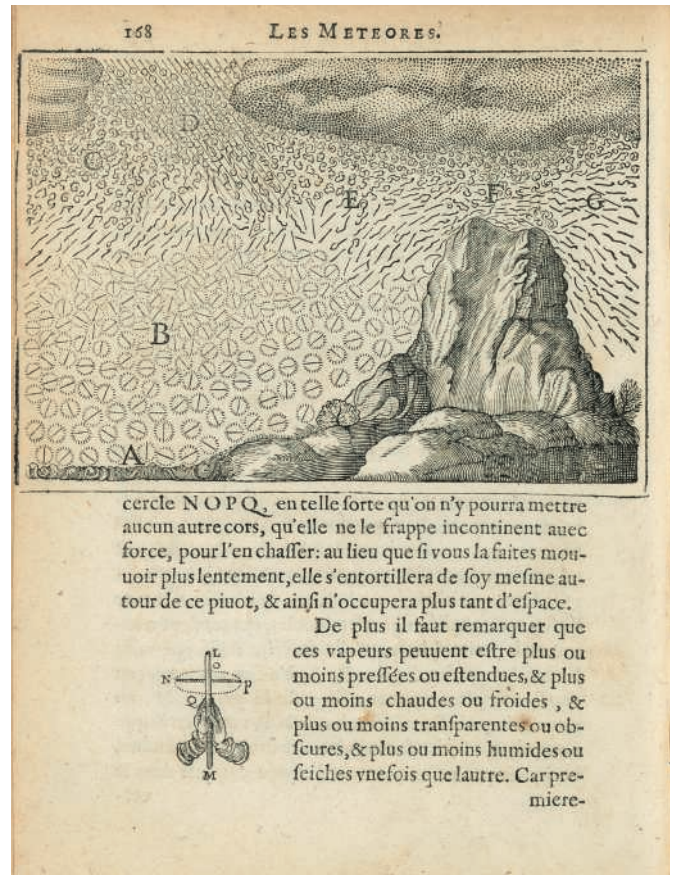 168 LES METEORES.
D
C
E
F
G
B
A
cercle N O P Q, en telle ſorte qu'on n'y pourra mettre
aucun autre cors, qu'elle ne le frappe incontinent auec
force, pour l'en chaſſer: au lieu que ſi vous la faites mou-
uoir plus lentement, elle s'entortillera de ſoy meſme au-
tour de ce piuot, & ainſi n'occupera plus tant d'eſpace.
De plus il faut remarquer que
ces vapeurs peuuent eſtre plus ou
moins preſſées ou eſtendues, & plus
ou moins chaudes ou froides, &
plus ou moins tranſparentes ou ob-
ſcures, & plus ou moins humides ou
ſeiches vnefois que lautre. Car pre-
miere-
L
O
N
P
Q
M